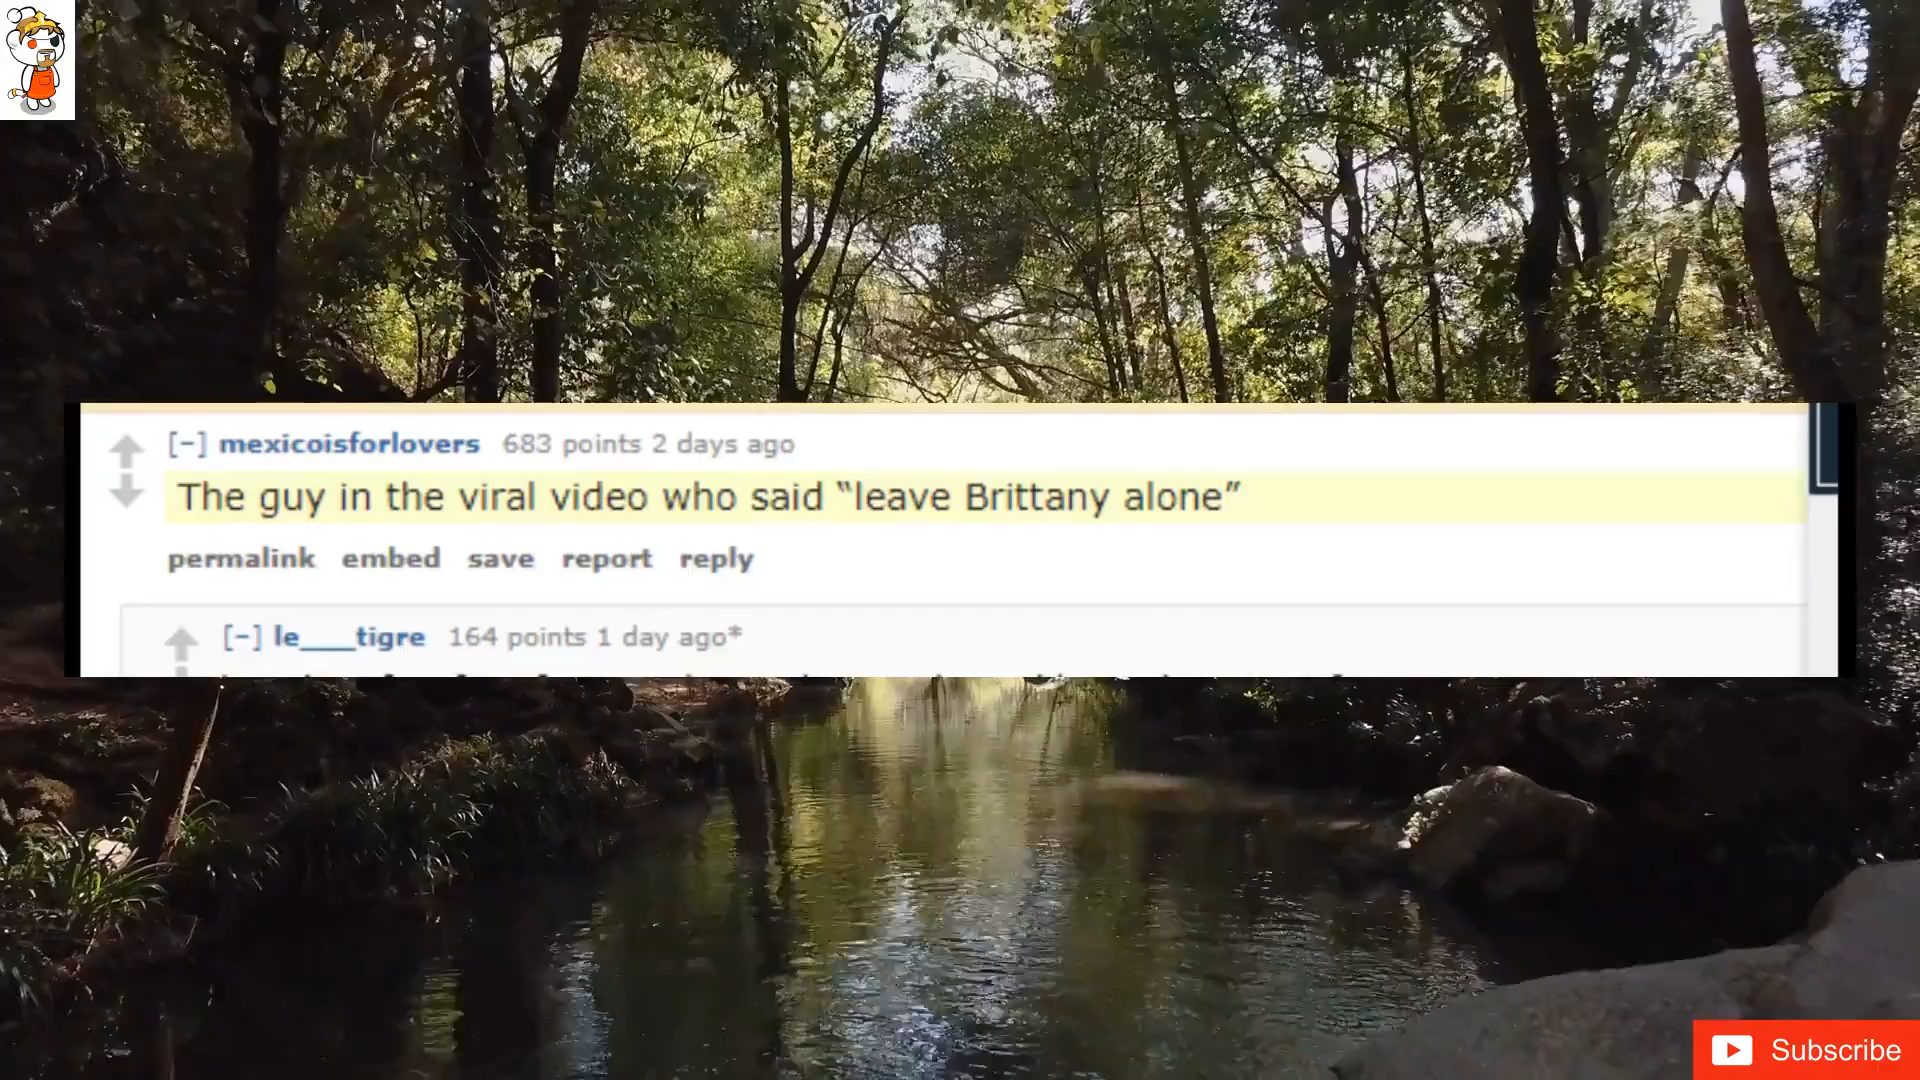 [-] mexicoisforlovers 683 points 2 days ago
The guy in the viral video who said “leave Brittany alone”
permalink embed save report reply
[-] le___tigre 164 points 1 day ago*
Subscribe